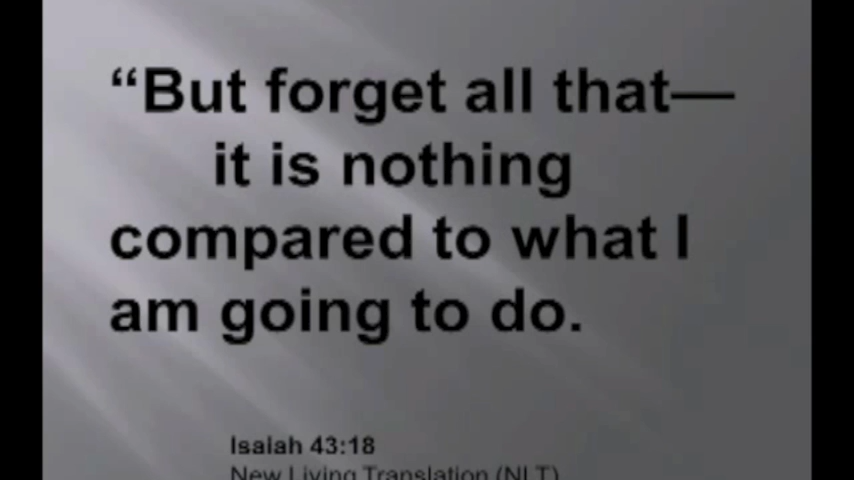 “But forget all that—
it is nothing
compared to what I
am going to do.
Isaiah 43:18
New Living Translation (NLT)